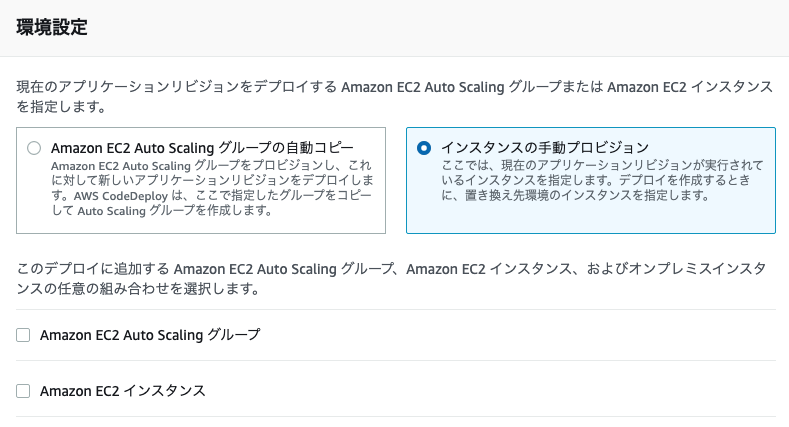 環境設定
現在のアプリケーションリビジョンをデプロイする Amazon EC2 Auto Scaling グループまたは Amazon EC2 インスタンス
を指定します。
Amazon EC2 Auto Scaling グループの自動コピー
Amazon EC2 Auto Scaling グループをプロビジョンし、これ
に対して新しいアプリケーションリビジョンをデプロイしま
す。AWS CodeDeploy は、ここで指定したグループをコピー
して Auto Scaling グループを作成します。
インスタンスの手動プロビジョン
ここでは、現在のアプリケーションリビジョンが実行されて
いるインスタンスを指定します。デプロイを作成するとき
に、置き換え先環境のインスタンスを指定します。
このデプロイに追加する Amazon EC2 Auto Scaling グループ、Amazon EC2 インスタンス、およびオンプレミスインスタ
ンスの任意の組み合わせを選択します。
Amazon EC2 Auto Scaling グループ
Amazon EC2 インスタンス